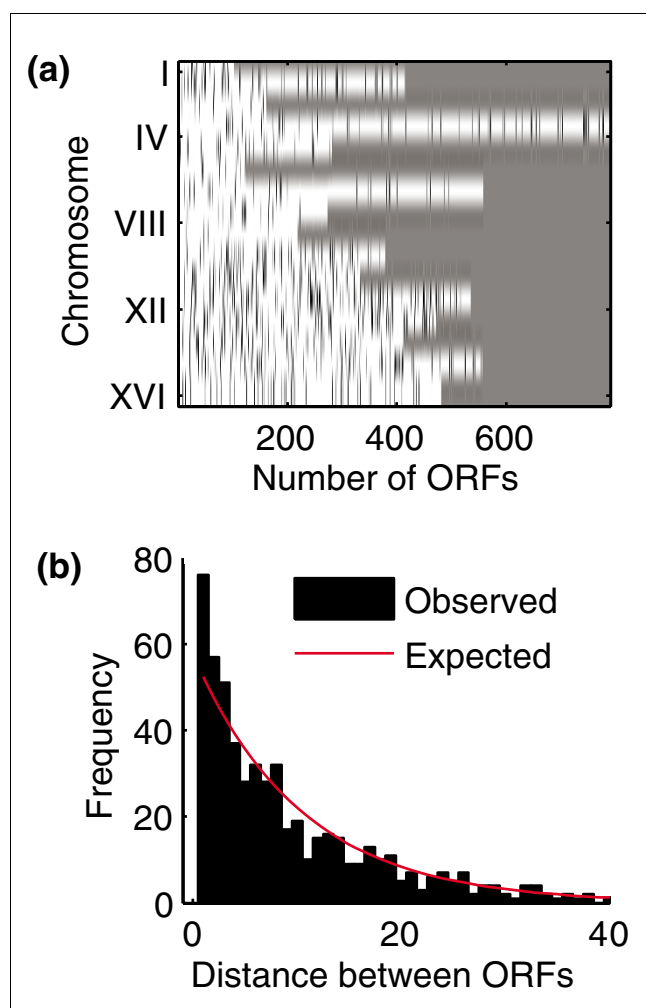 (a)
I
IV
VIII
XII
XVI
Chromosome
200 400 600
Number of ORFs
(b)
80
60
40
20
0
Frequency
Observed
Expected
0 20 40
Distance between ORFs